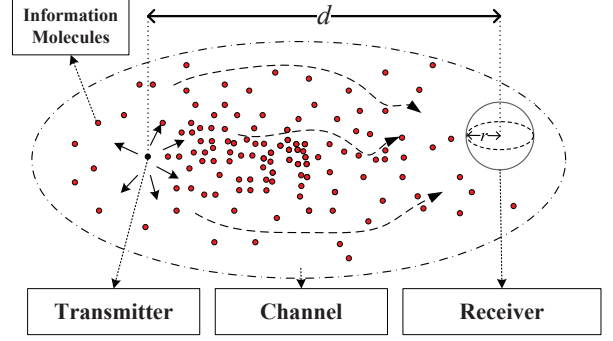 Information
Molecules
d
r
Transmitter
Channel
Receiver